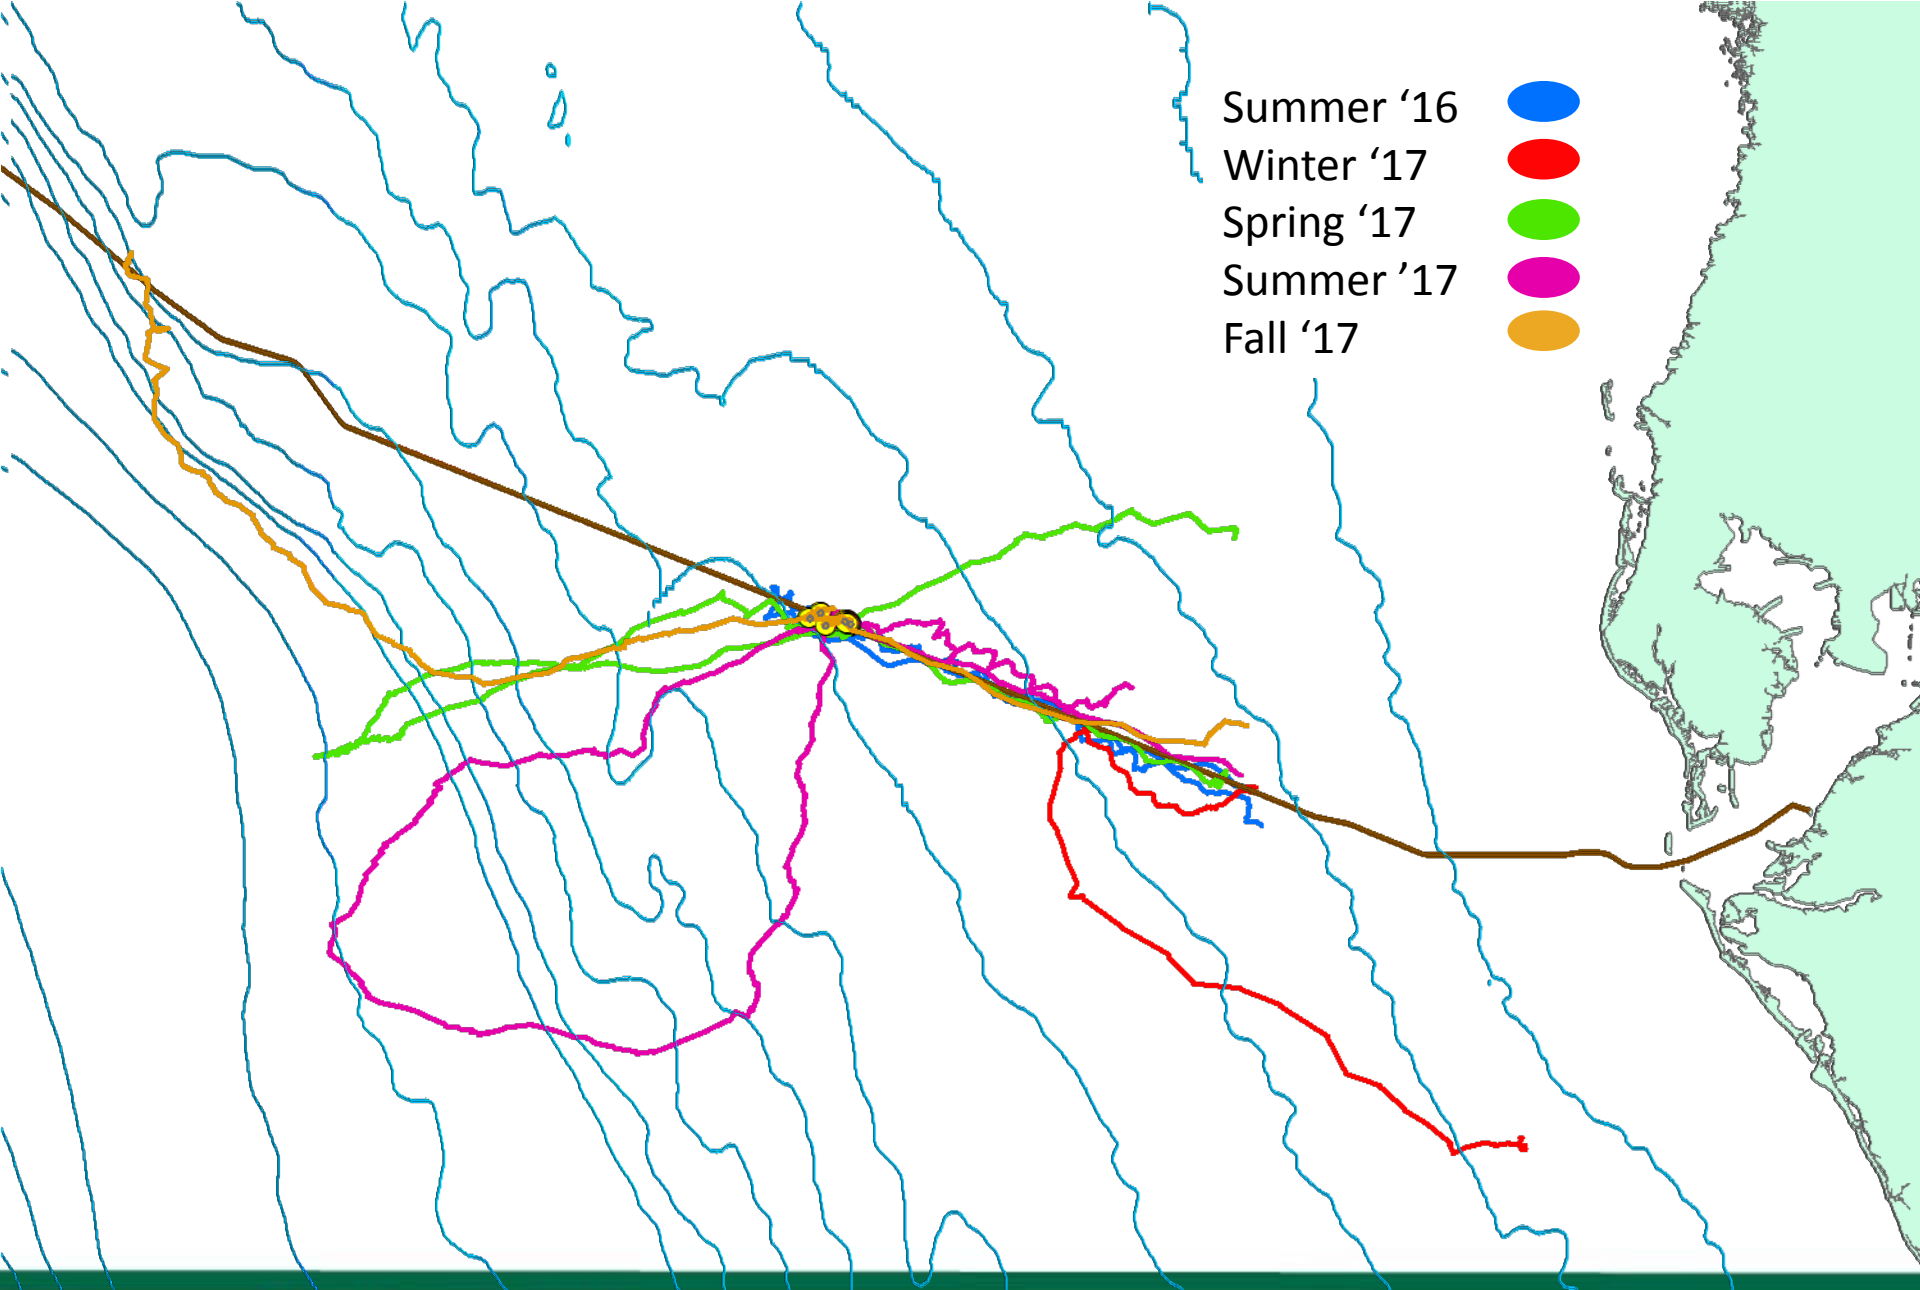 Summer ‘16
Winter ‘17
Spring ‘17
Summer ’17
Fall ‘17